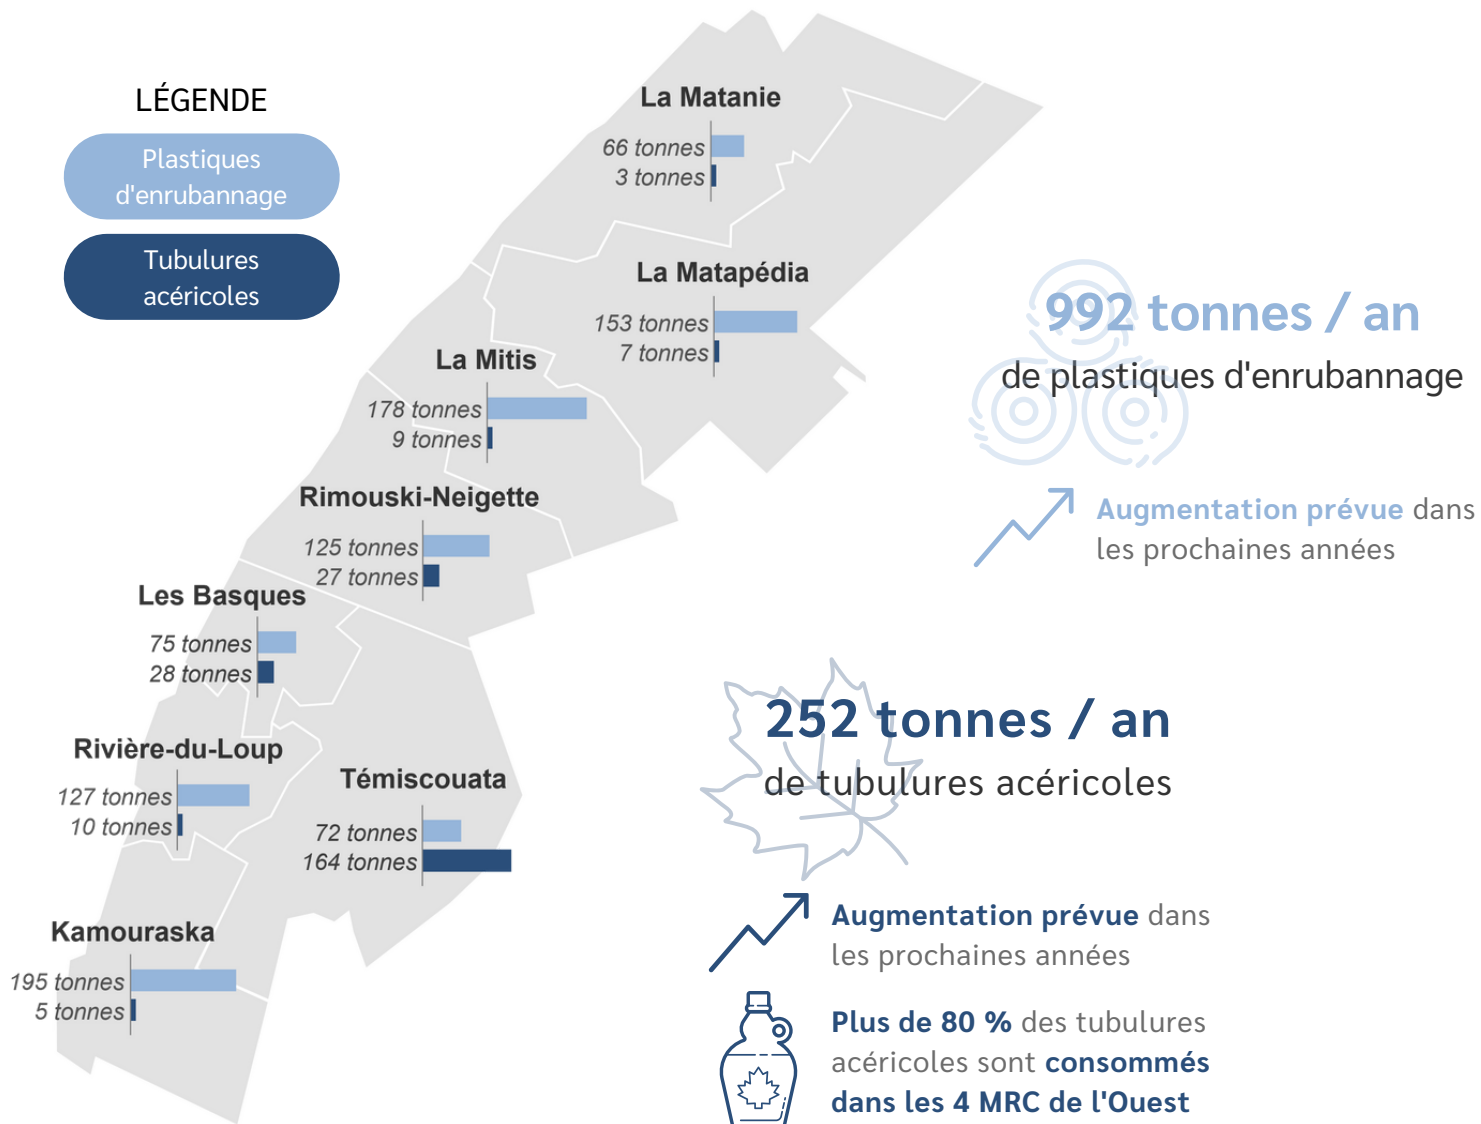 LÉGENDE
Plastiques
d'enrubannage
Tubulures
acéricoles
La Matanie
66 tonnes
3 tonnes
La Matapédia
153 tonnes
7 tonnes
La Mitis
178 tonnes
9 tonnes
Rimouski-Neigette
125 tonnes
27 tonnes
Les Basques
75 tonnes
28 tonnes
Rivière-du-Loup
127 tonnes
10 tonnes
Témiscouata
72 tonnes
164 tonnes
Kamouraska
195 tonnes
5 tonnes
992 tonnes / an
de plastiques d'enrubannage
Augmentation prévue dans
les prochaines années
252 tonnes / an
de tubulures acéricoles
Augmentation prévue dans
les prochaines années
Plus de 80 % des tubulures
acéricoles sont consommés
dans les 4 MRC de l'Ouest